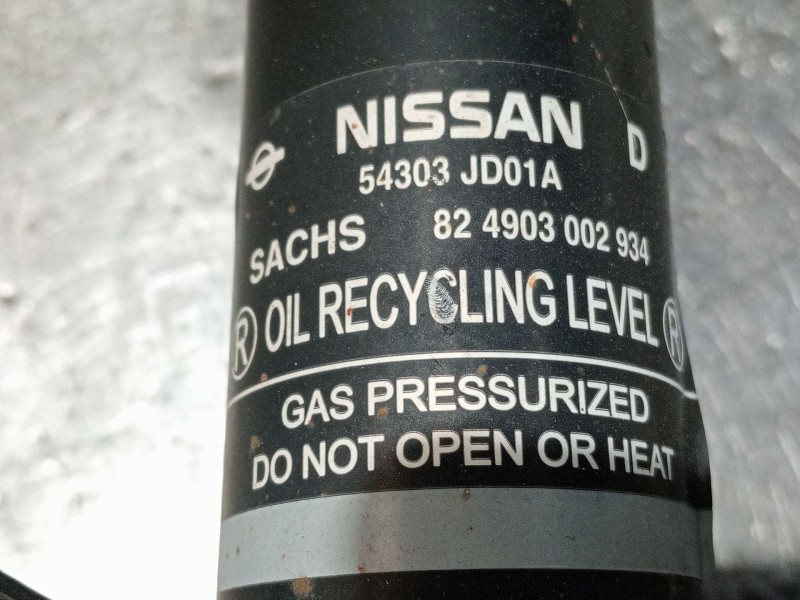 NISSAN D
54303 JD01A
SACHS 82 4903 002 934
R OIL RECYCLING LEVEL R
GAS PRESSURIZED
DO NOT OPEN OR HEAT